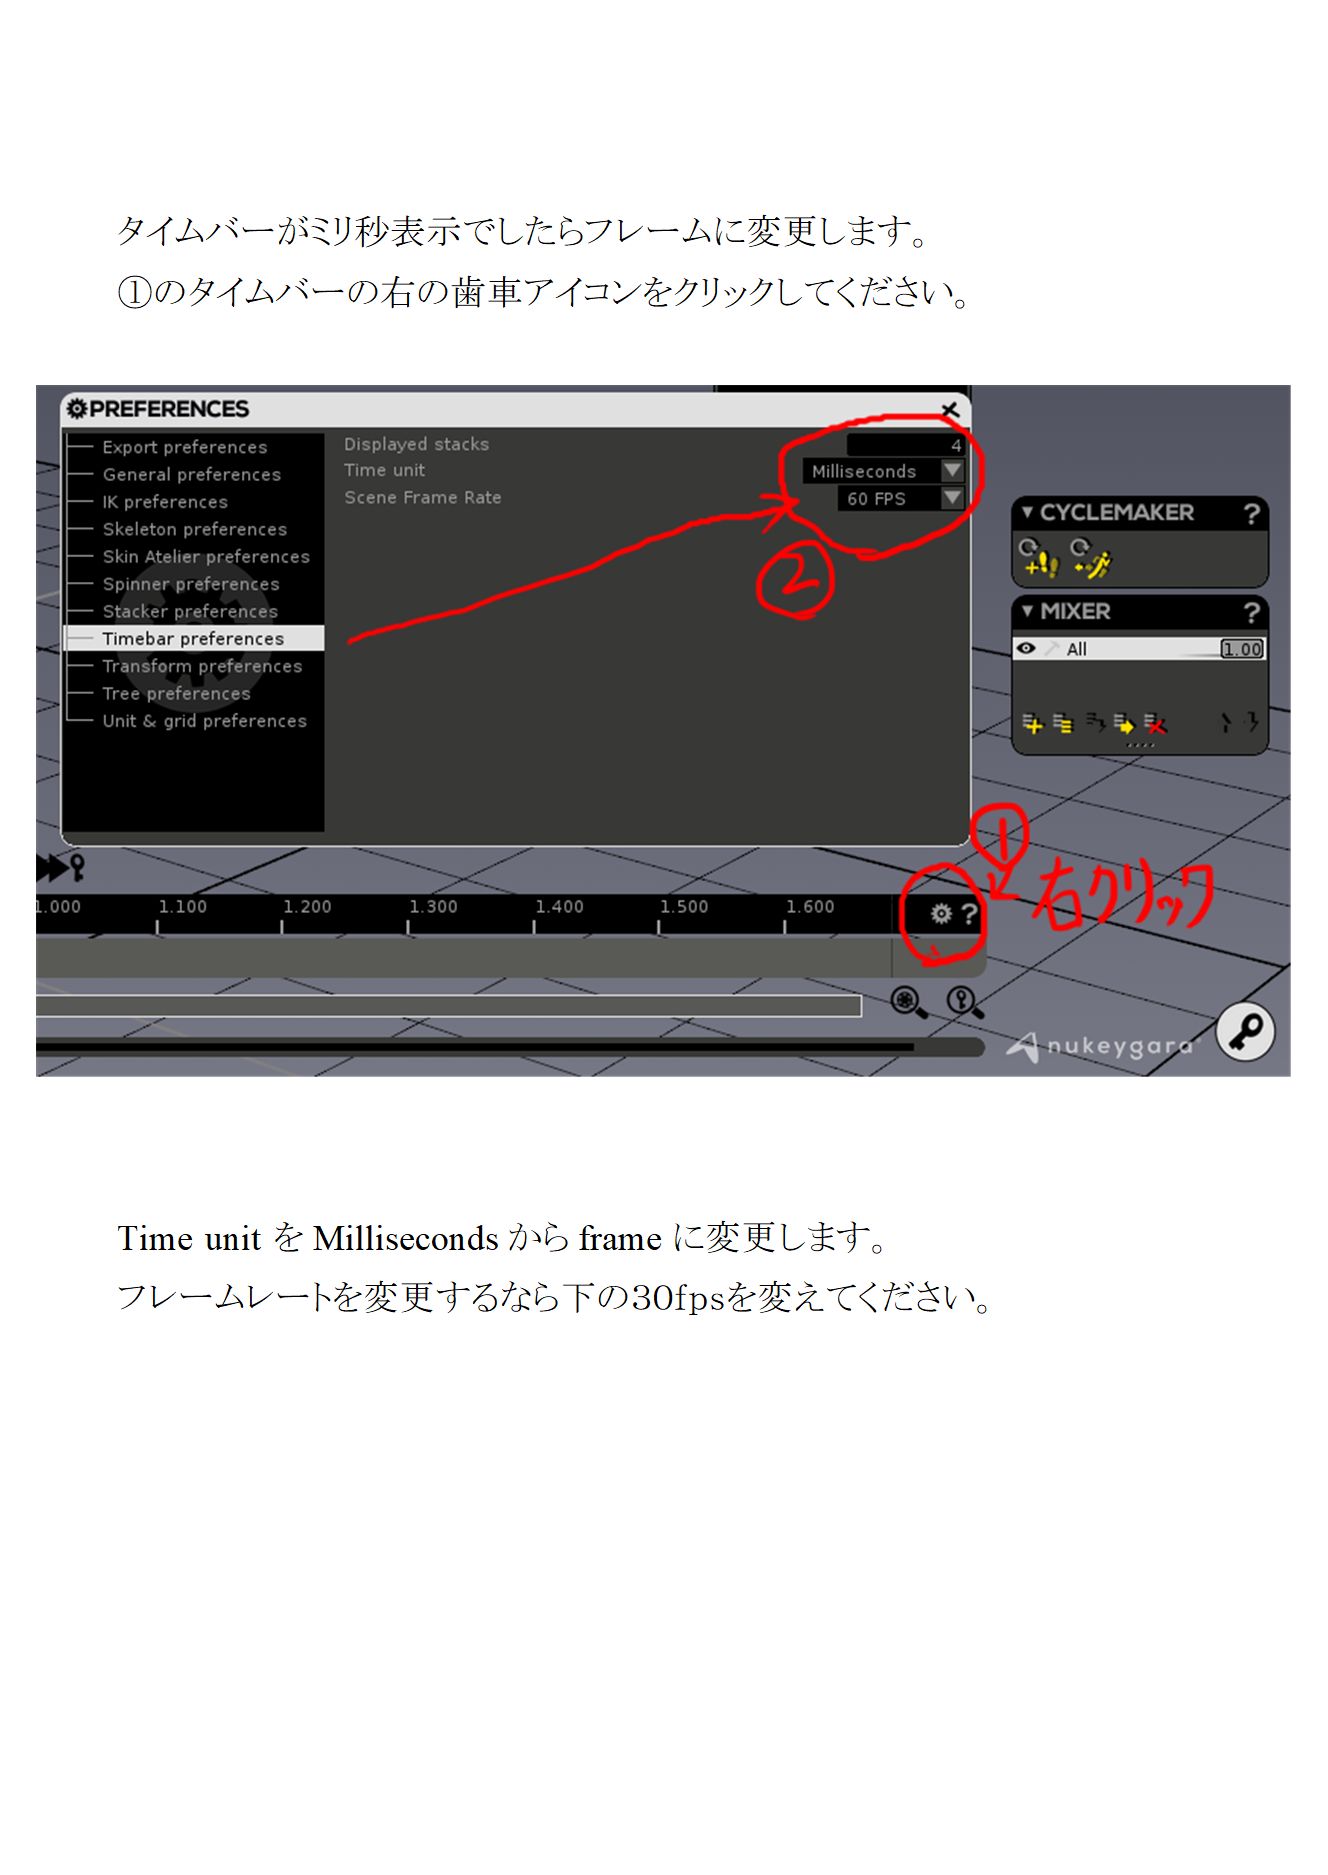 タイムバーがミリ秒表示でしたらフレームに変更します。
①のタイムバーの右の歯車アイコンをクリックしてください。
PREFERENCES
Export preferences
General preferences
IK preferences
Skeleton preferences
Skin Atelier preferences
Spinner preferences
Stacker preferences
Timebar preferences
Transform preferences
Tree preferences
Unit & grid preferences
Displayed stacks 4
Time unit Milliseconds
Scene Frame Rate 60 FPS
②
CYCLEMAKER ?
MIXER ?
All 1.00
①
右クリック
1.000 1.100 1.200 1.300 1.400 1.500 1.600 ?
nukeygara
Time unit を Milliseconds から frame に変更します。
フレームレートを変更するなら下の30fpsを変えてください。